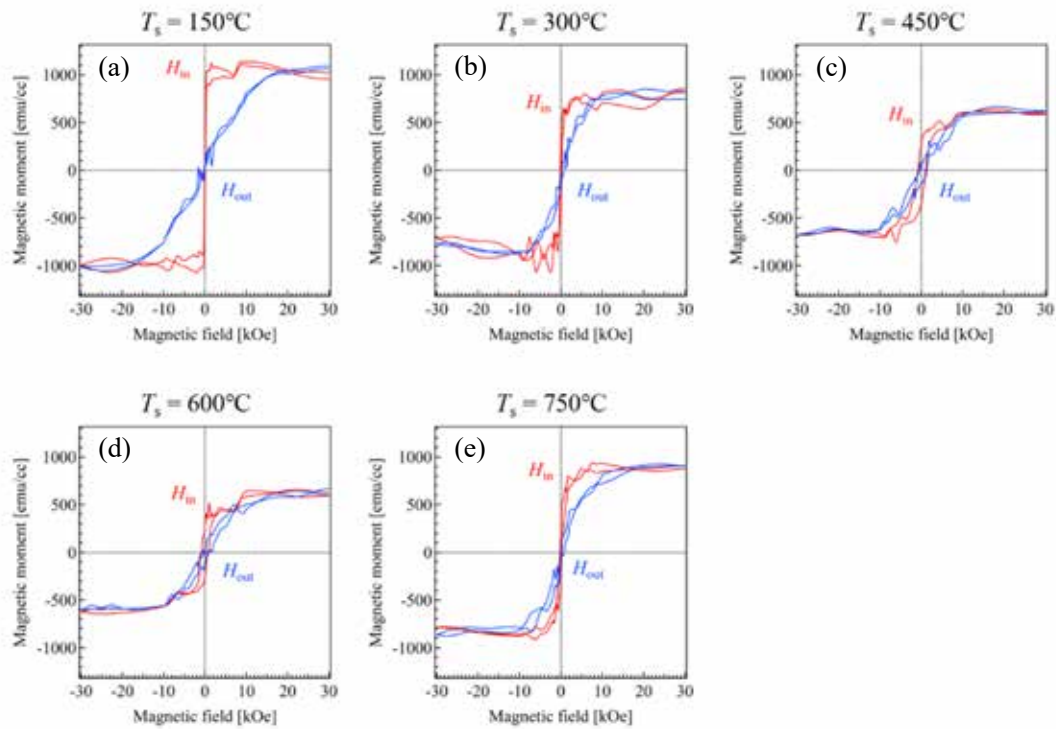 T_s = 150℃
(a)
H_in
H_out
1000
500
0
-500
-1000
Magnetic moment [emu/cc]
-30 -20 -10 0 10 20 30
Magnetic field [kOe]
T_s = 300℃
(b)
H_in
H_out
1000
500
0
-500
-1000
Magnetic moment [emu/cc]
-30 -20 -10 0 10 20 30
Magnetic field [kOe]
T_s = 450℃
(c)
H_in
H_out
1000
500
0
-500
-1000
Magnetic moment [emu/cc]
-30 -20 -10 0 10 20 30
Magnetic field [kOe]
T_s = 600℃
(d)
H_in
H_out
1000
500
0
-500
-1000
Magnetic moment [emu/cc]
-30 -20 -10 0 10 20 30
Magnetic field [kOe]
T_s = 750℃
(e)
H_in
H_out
1000
500
0
-500
-1000
Magnetic moment [emu/cc]
-30 -20 -10 0 10 20 30
Magnetic field [kOe]